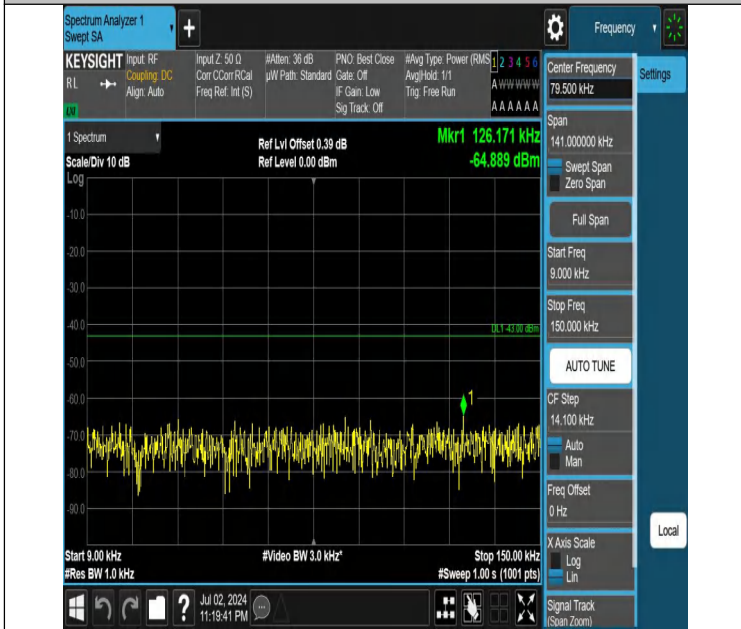 Spectrum Analyzer 1
Swept SA
+
Frequency
KEYSIGHT
RL
LXI
Input: RF
Coupling: DC
Align: Auto
Input Z: 50 Ω
Corr CCorr RCal
Freq Ref: Int (S)
#Atten: 36 dB
µW Path: Standard
PNO: Best Close
Gate: Off
IF Gain: Low
Sig Track: Off
#Avg Type: Power (RMS
Avg|Hold: 1/1
Trig: Free Run
1 2 3 4 5 6
A W W W W W
A A A A A A
Settings
1 Spectrum
Scale/Div 10 dB
Log
Ref Lvl Offset 0.39 dB
Ref Level 0.00 dBm
Mkr1 126.171 kHz
-64.889 dBm
-10.0
-20.0
-30.0
-40.0
-50.0
-60.0
-70.0
-80.0
-90.0
DL1 -43.00 dBm
1
Start 9.00 kHz
#Res BW 1.0 kHz
#Video BW 3.0 kHz*
Stop 150.00 kHz
#Sweep 1.00 s (1001 pts)
Center Frequency
79.500 kHz
Span
141.000000 kHz
Swept Span
Zero Span
Full Span
Start Freq
9.000 kHz
Stop Freq
150.000 kHz
AUTO TUNE
CF Step
14.100 kHz
Auto
Man
Freq Offset
0 Hz
X Axis Scale
Log
Lin
Signal Track
(Span Zoom)
Local
?
Jul 02, 2024
11:19:41 PM